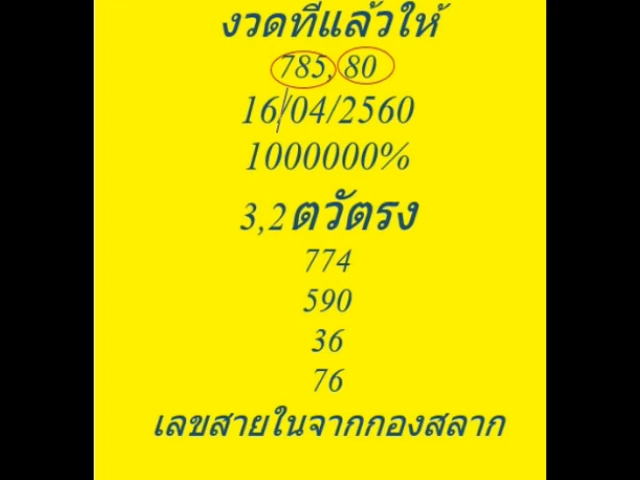 งวดที่แล้วให้
785, 80
16/04/2560
1000000%
3,2ตวัตรง
774
590
36
76
เลขสายในจากกองสลาก